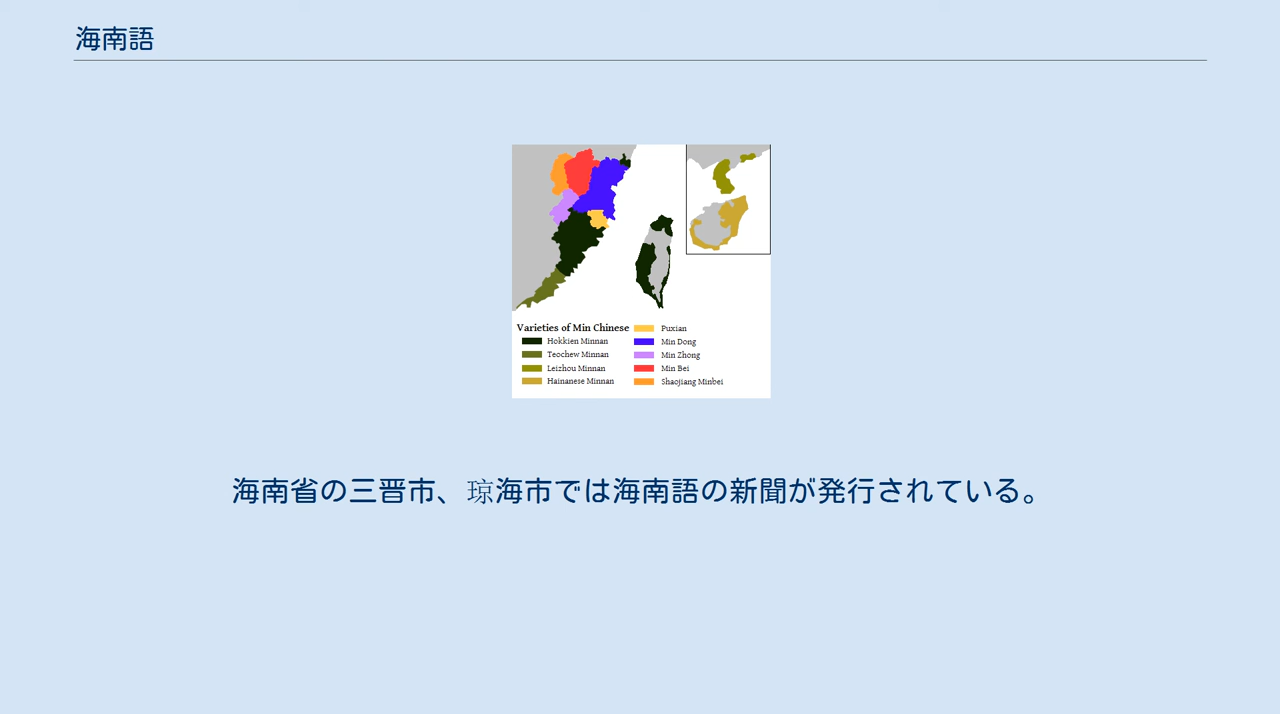 海南語
Varieties of Min Chinese
Hokkien Minnan
Teochew Minnan
Leizhou Minnan
Hainanese Minnan
Puxian
Min Dong
Min Zhong
Min Bei
Shaojiang Minbei
海南省の三晋市、琼海市では海南語の新聞が発行されている。